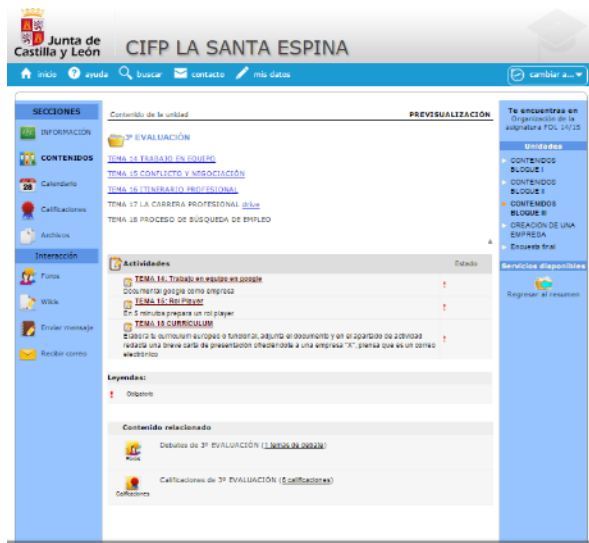 Junta de
Castilla y León
CIFP LA SANTA ESPINA
inicio ayuda buscar contacto mis datos cambiar a...
SECCIONES
INFORMACIÓN
CONTENIDOS
28 Calendario
Calificaciones
Archivos
Interacción
Foros
Wikis
Enviar mensaje
Recibir correo
Contenido de la unidad PREVISUALIZACIÓN
3ª EVALUACIÓN
TEMA 14 TRABAJO EN EQUIPO
TEMA 15 CONFLICTO Y NEGOCIACIÓN
TEMA 16 ITINERARIO PROFESIONAL
TEMA 17 LA CARRERA PROFESIONAL drive
TEMA 18 PROCESO DE BÚSQUEDA DE EMPLEO
Actividades Estado
TEMA 14: Trabajo en equipo en google
Documental google como empresa
!
TEMA 15: Rol Player
En 5 minutos prepara un rol player
!
TEMA 18 CURRICULUM
Elabora tu curriculum europeo o funcional, adjunta el documento y en el apartado de actividad
redacta una breve carta de presentación ofreciéndote a una empresa "X", piensa que es un correo
electrónico
!
Leyendas:
! Obligatorio
Contenido relacionado
Foros
Debates de 3ª EVALUACIÓN (1 temas de debate)
Calificaciones
Calificaciones de 3ª EVALUACIÓN (5 calificaciones)
Te encuentras en
Organización de la
asignatura FOL 14/15
Unidades
CONTENIDOS
BLOQUE I
CONTENIDOS
BLOQUE II
CONTENIDOS
BLOQUE III
CREACION DE UNA
EMPRESA
Encuesta final
Servicios disponibles
Regresar al resumen